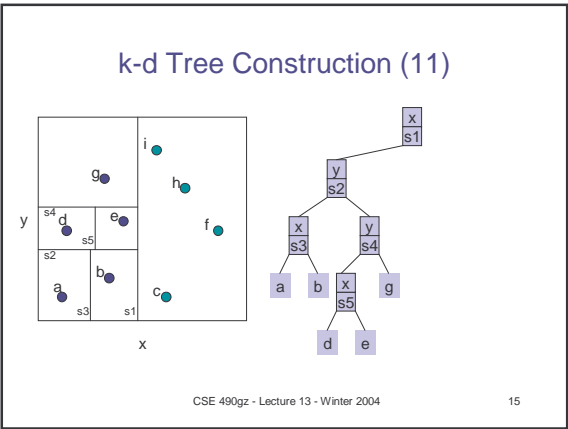 k-d Tree Construction (11)
x
s1
i
y
s2
g
h
s4
d
e
f
y
s5
x
s3
y
s4
s2
b
a
c
s3
s1
a
b
x
s5
g
d
e
x
CSE 490gz - Lecture 13 - Winter 2004
15